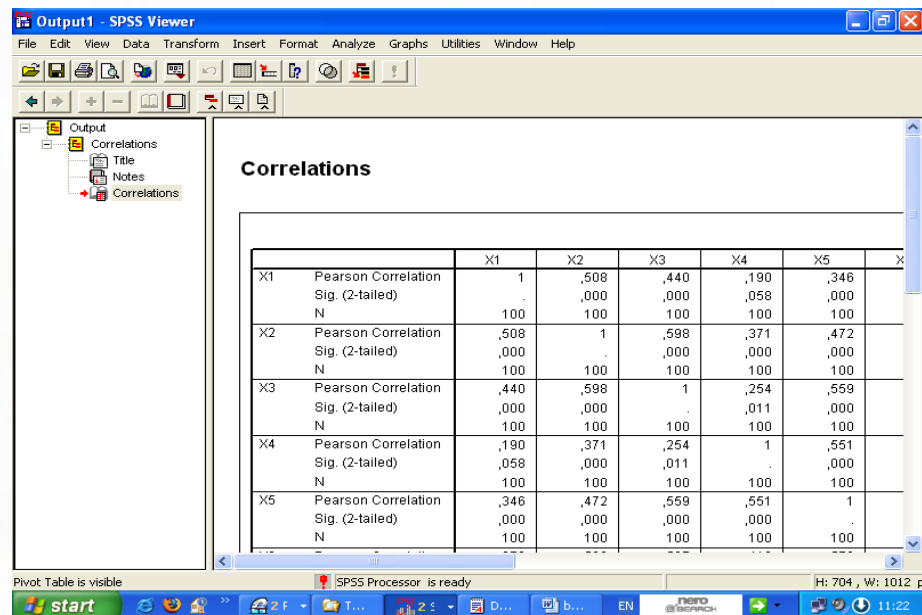 Output1 - SPSS Viewer
File Edit View Data Transform Insert Format Analyze Graphs Utilities Window Help
Output
Correlations
Title
Notes
Correlations
Correlations
X1 X2 X3 X4 X5
X1 Pearson Correlation 1 ,508 ,440 ,190 ,346
Sig. (2-tailed) . ,000 ,000 ,058 ,000
N 100 100 100 100 100
X2 Pearson Correlation ,508 1 ,598 ,371 ,472
Sig. (2-tailed) ,000 . ,000 ,000 ,000
N 100 100 100 100 100
X3 Pearson Correlation ,440 ,598 1 ,254 ,559
Sig. (2-tailed) ,000 ,000 . ,011 ,000
N 100 100 100 100 100
X4 Pearson Correlation ,190 ,371 ,254 1 ,551
Sig. (2-tailed) ,058 ,000 ,011 . ,000
N 100 100 100 100 100
X5 Pearson Correlation ,346 ,472 ,559 ,551 1
Sig. (2-tailed) ,000 ,000 ,000 ,000 .
N 100 100 100 100 100
Pivot Table is visible SPSS Processor is ready H: 704 , W: 1012 p
start 2 F T... 2 S D... b... EN nero SEARCH 11:22